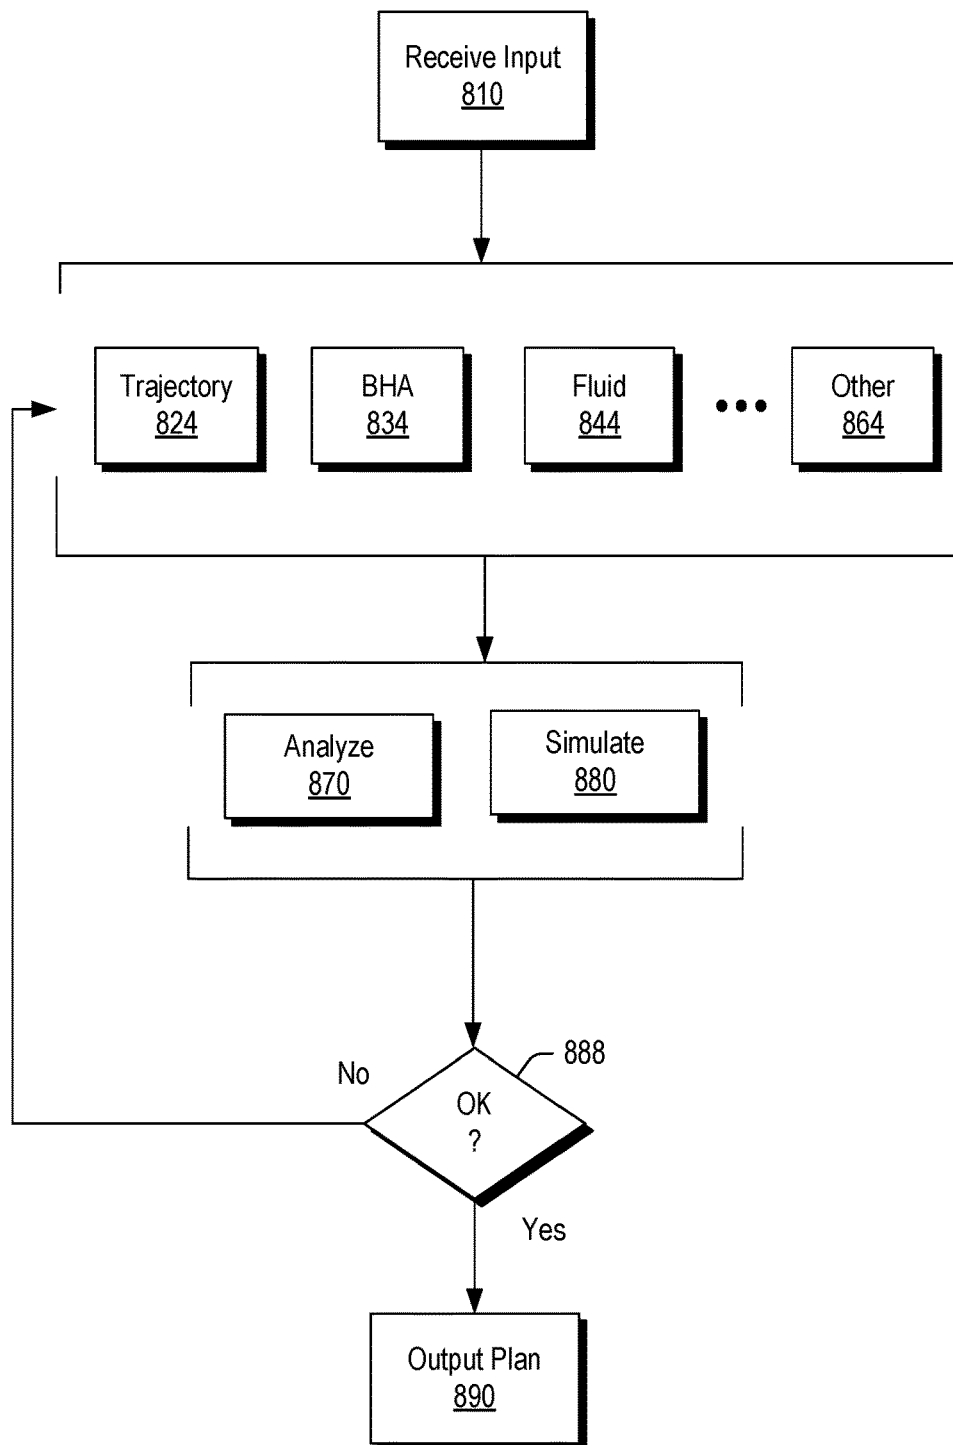 Receive Input
810
Trajectory
824
BHA
834
Fluid
844
Other
864
Analyze
870
Simulate
880
888
No
OK
?
Yes
Output Plan
890